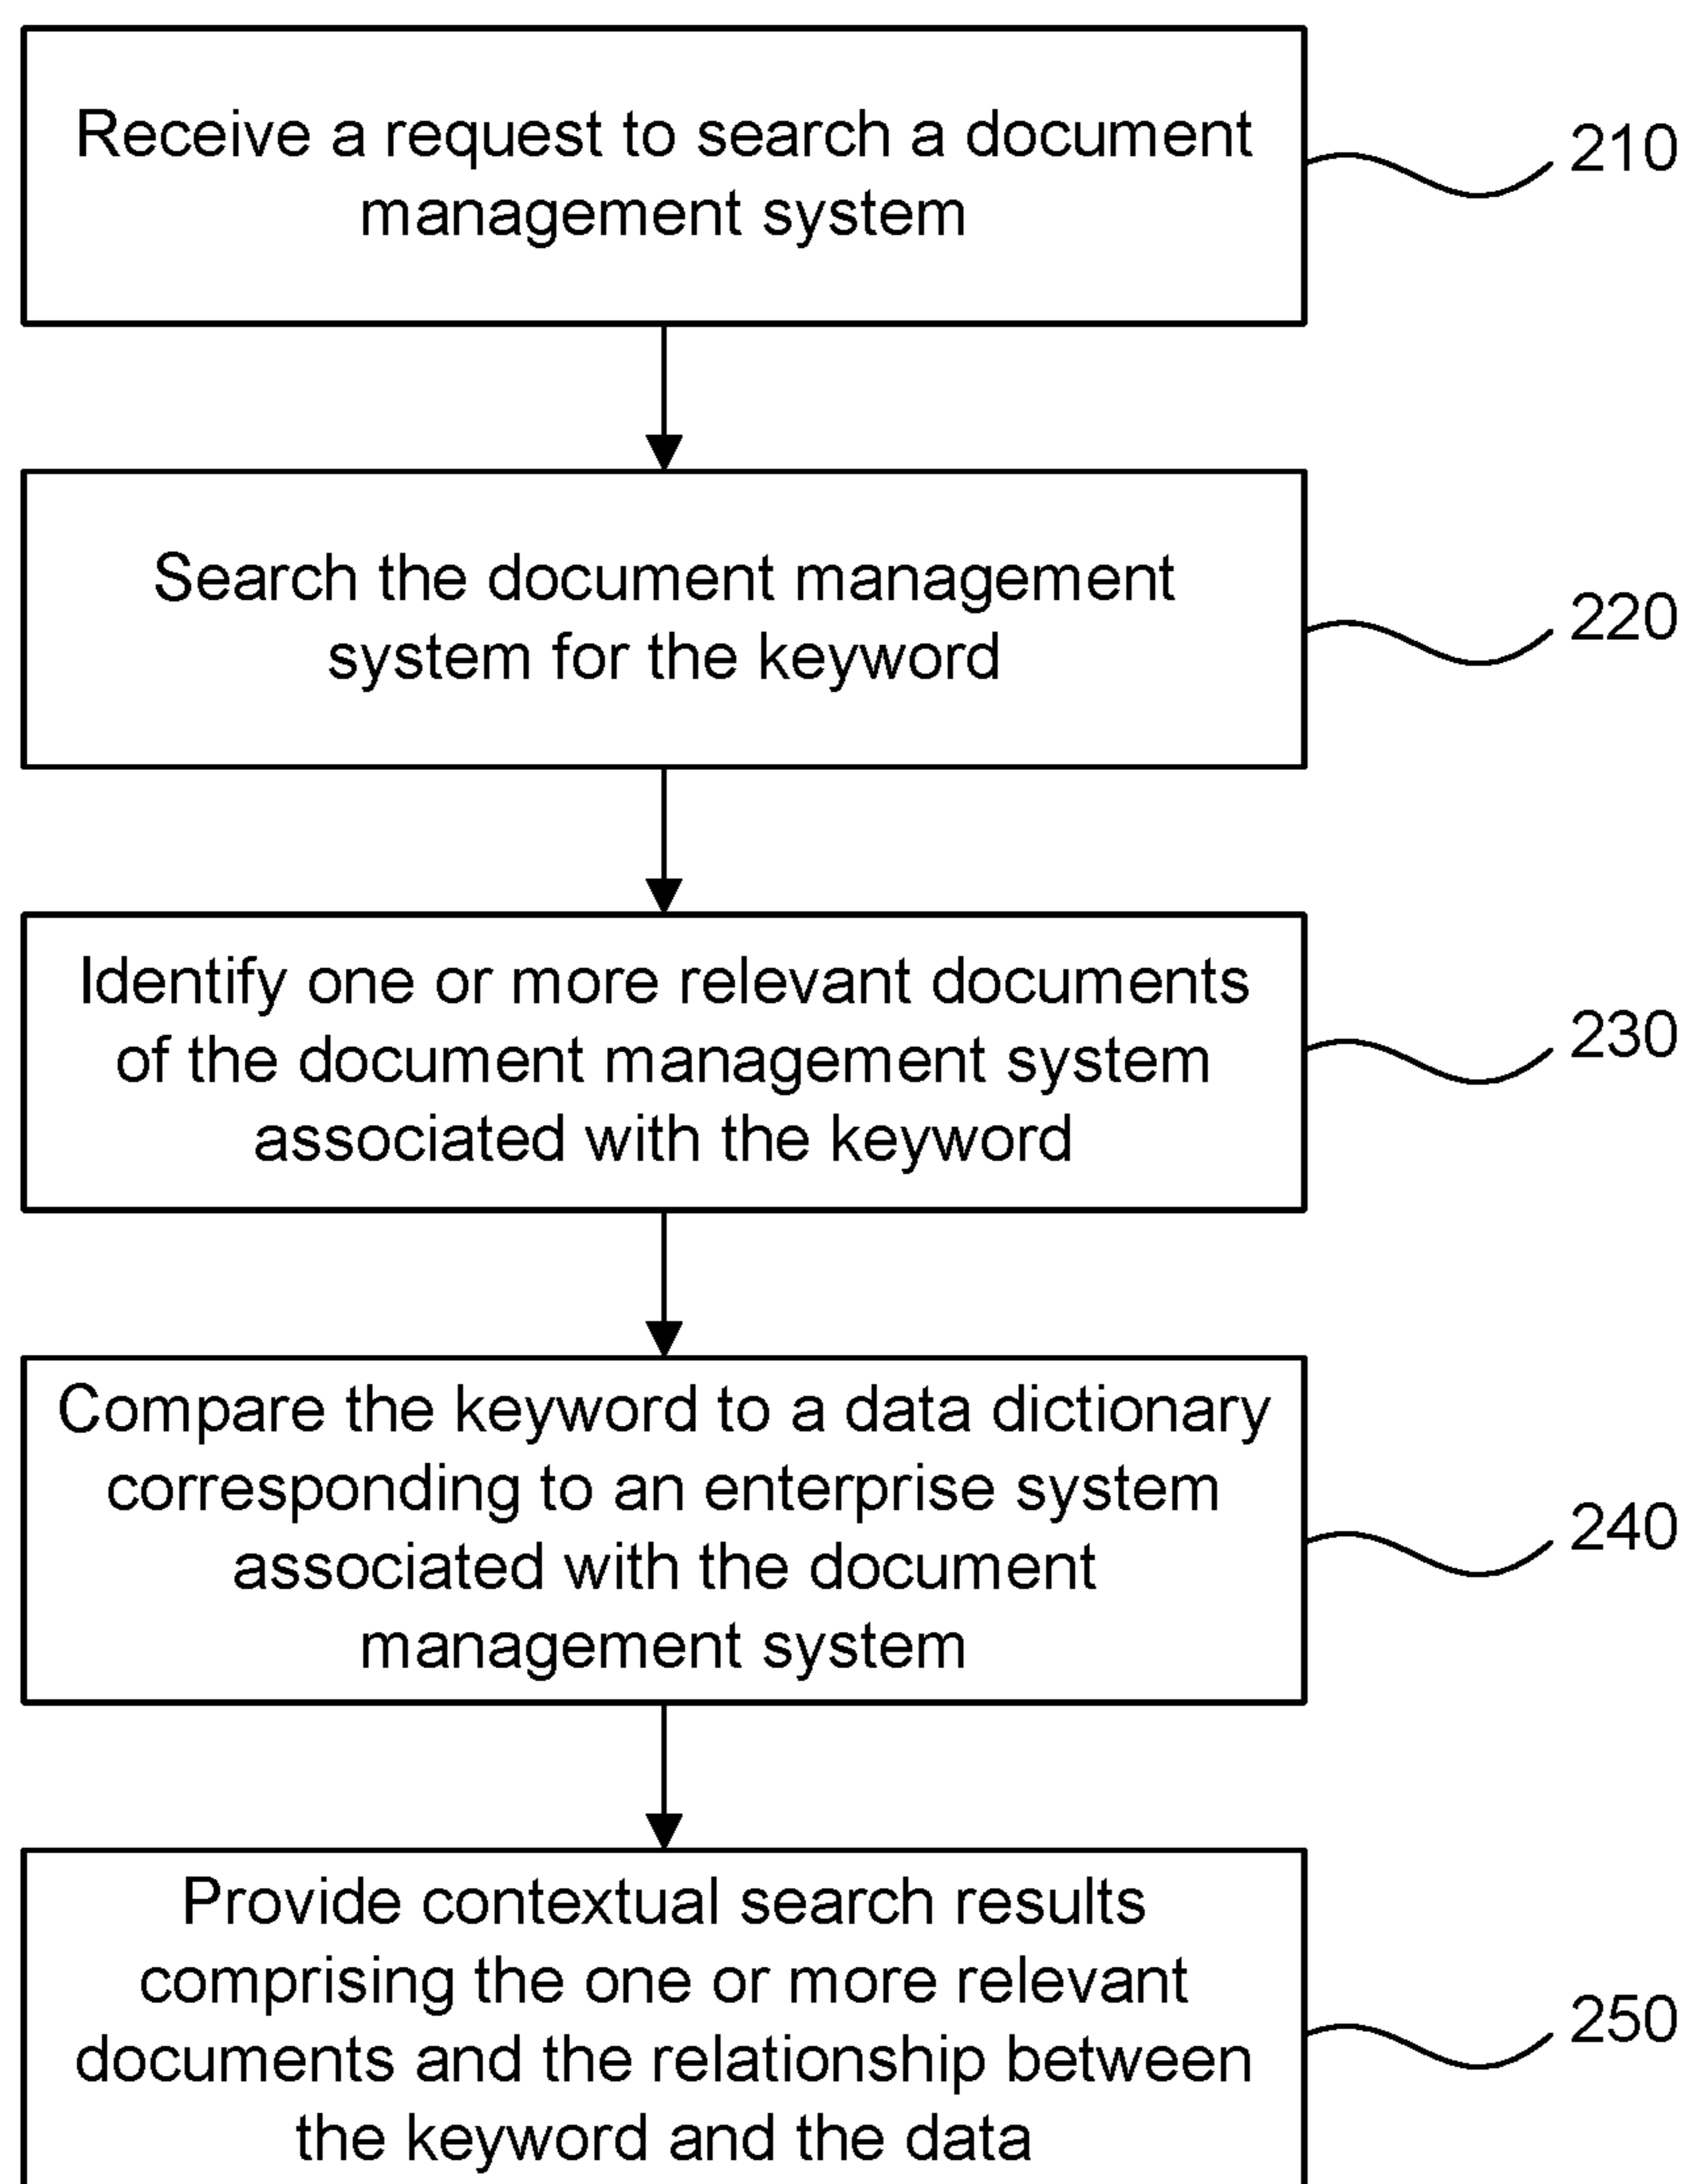 Receive a request to search a document
management system
210
Search the document management
system for the keyword
220
Identify one or more relevant documents
of the document management system
associated with the keyword
230
Compare the keyword to a data dictionary
corresponding to an enterprise system
associated with the document
management system
240
Provide contextual search results
comprising the one or more relevant
documents and the relationship between
the keyword and the data
250